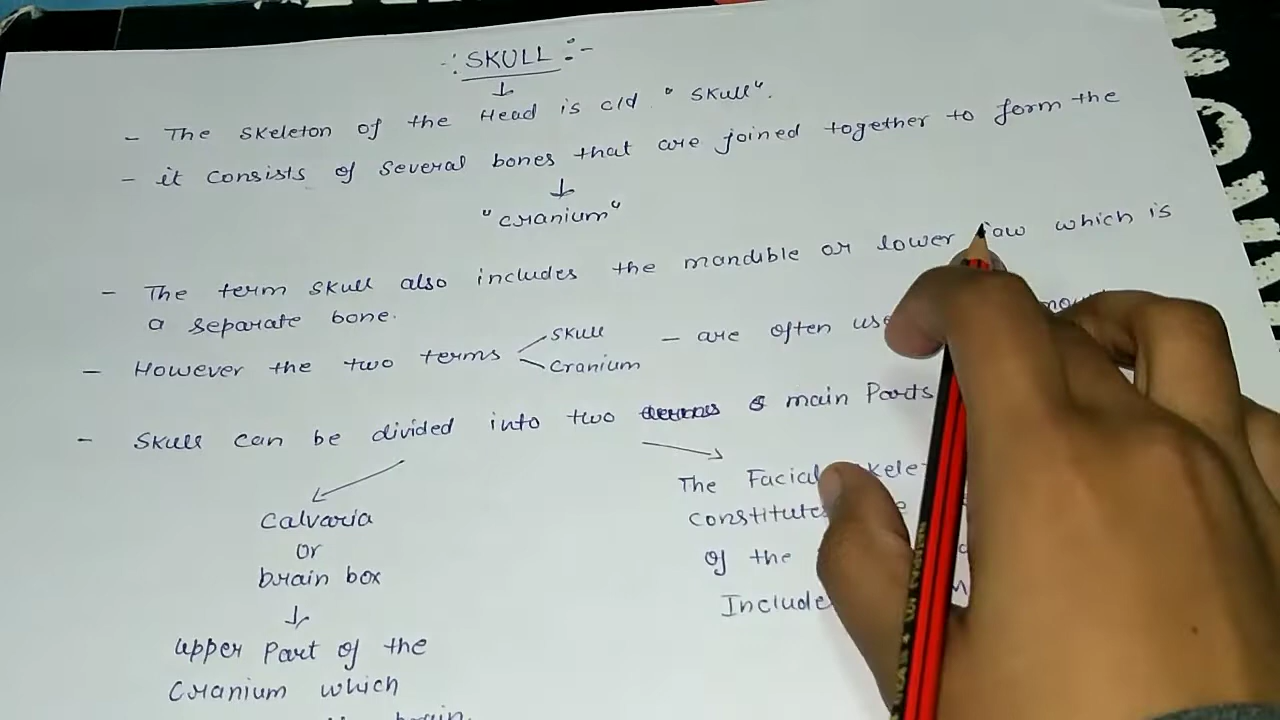 -: SKULL :-
↓
- The skeleton of the Head is c/d "skull".
- it consists of several bones that are joined together to form the
↓
"cranium"
- The term skull also includes the mandible or lower jaw which is
a separate bone.
- However the two terms skull
cranium - are often
- Skull can be divided into two main Parts
calvaria
or
brain box
↓
upper part of the
cranium which
brain.
The Facial
constitutes
of the
Include